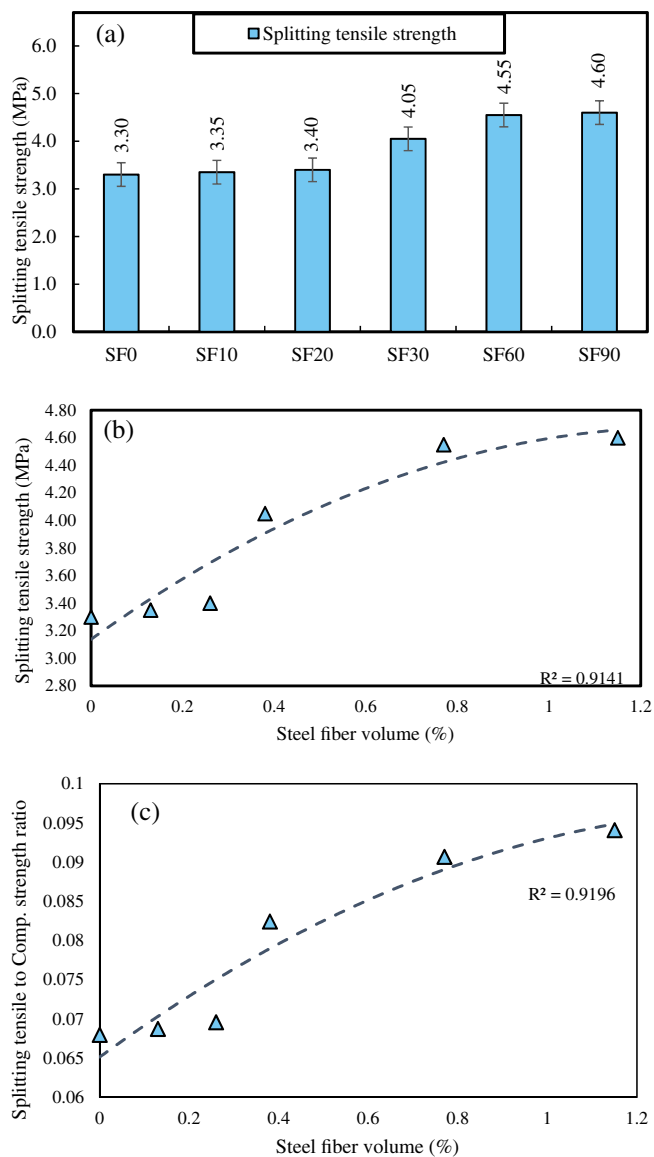 (a)
Splitting tensile strength
Splitting tensile strength (MPa)
6.0
5.0
4.0
3.0
2.0
1.0
0.0
3.30
3.35
3.40
4.05
4.55
4.60
SF0 SF10 SF20 SF30 SF60 SF90
(b)
Splitting tensile strength (MPa)
4.80
4.60
4.40
4.20
4.00
3.80
3.60
3.40
3.20
3.00
2.80
R² = 0.9141
0 0.2 0.4 0.6 0.8 1 1.2
Steel fiber volume (%)
(c)
Splitting tensile to Comp. strength ratio
0.1
0.095
0.09
0.085
0.08
0.075
0.07
0.065
0.06
R² = 0.9196
0 0.2 0.4 0.6 0.8 1 1.2
Steel fiber volume (%)